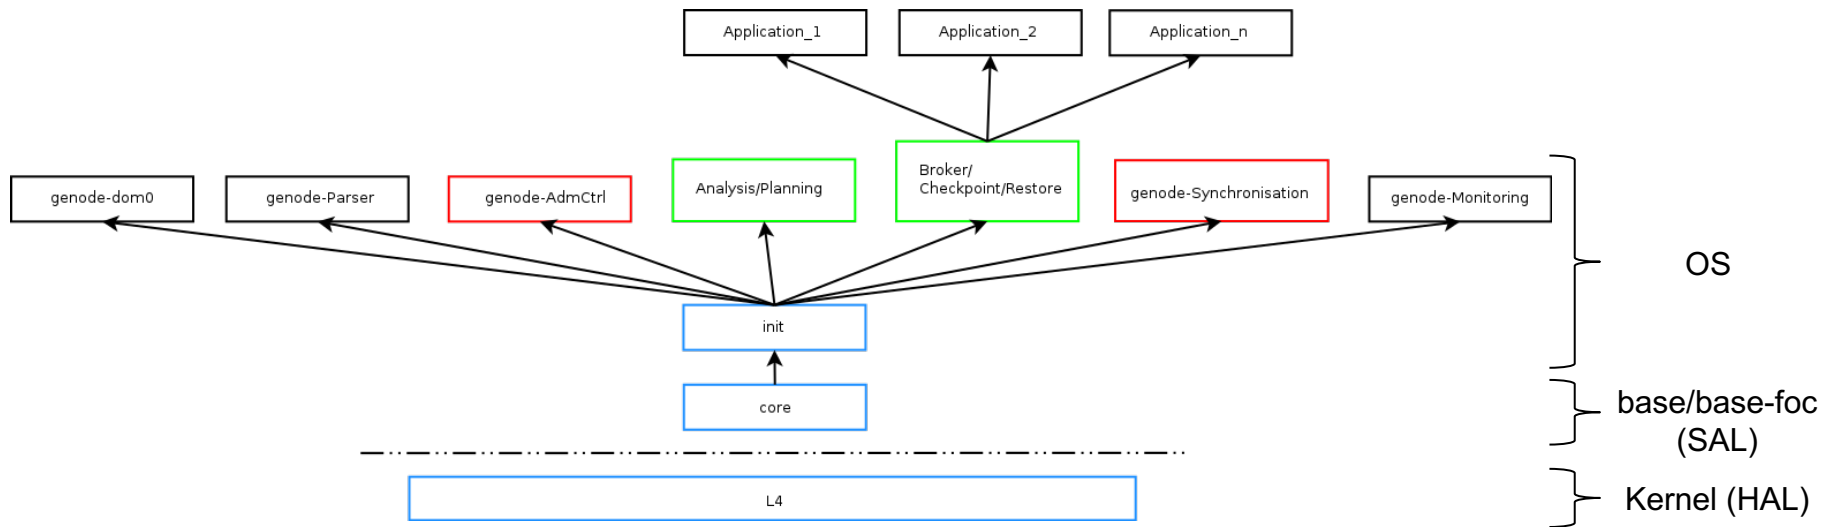 Application_1
Application_2
Application_n
genode-dom0
genode-Parser
genode-AdmCtrl
Analysis/Planning
Broker/
Checkpoint/Restore
genode-Synchronisation
genode-Monitoring
OS
init
core
base/base-foc
(SAL)
L4
Kernel (HAL)